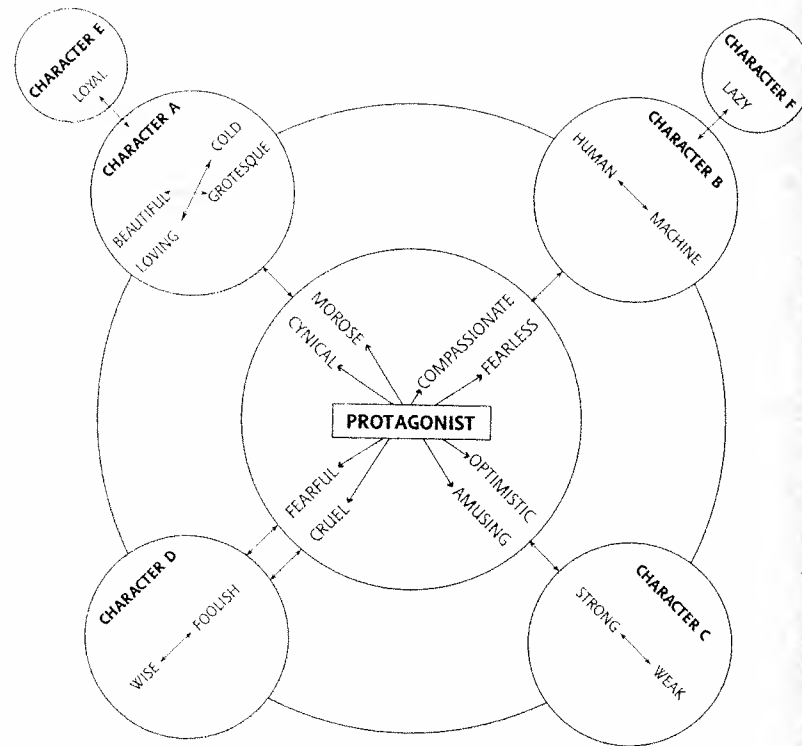 CHARACTER E
LOYAL
CHARACTER F
LAZY
CHARACTER A
COLD
GROTESQUE
BEAUTIFUL
LOVING
CHARACTER B
HUMAN
MACHINE
MOROSE
CYNICAL
COMPASSIONATE
FEARLESS
PROTAGONIST
FEARFUL
CRUEL
OPTIMISTIC
AMUSING
CHARACTER D
FOOLISH
WISE
CHARACTER C
STRONG
WEAK